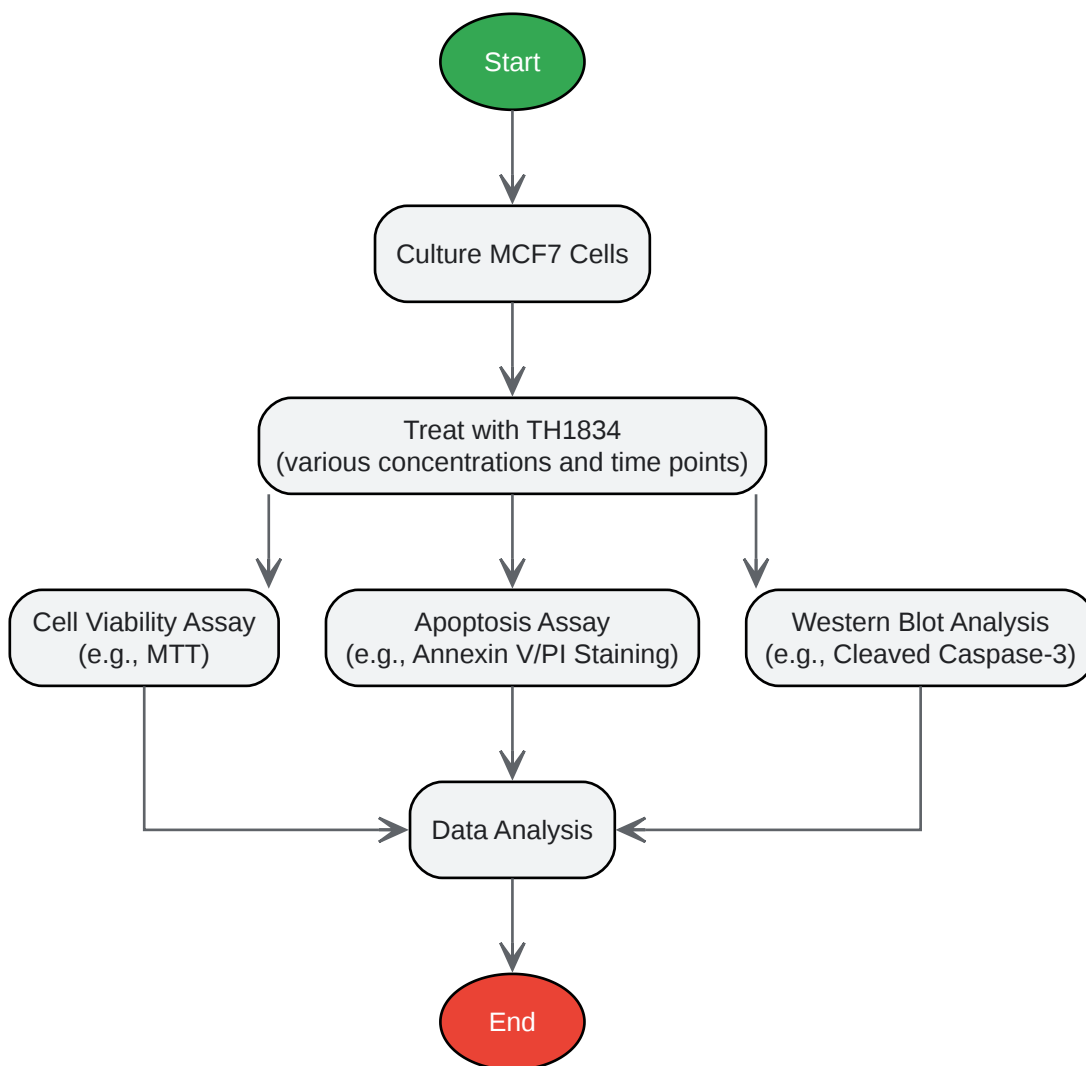 Start
Culture MCF7 Cells
Treat with TH1834
(various concentrations and time points)
Cell Viability Assay
(e.g., MTT)
Apoptosis Assay
(e.g., Annexin V/PI Staining)
Western Blot Analysis
(e.g., Cleaved Caspase-3)
Data Analysis
End